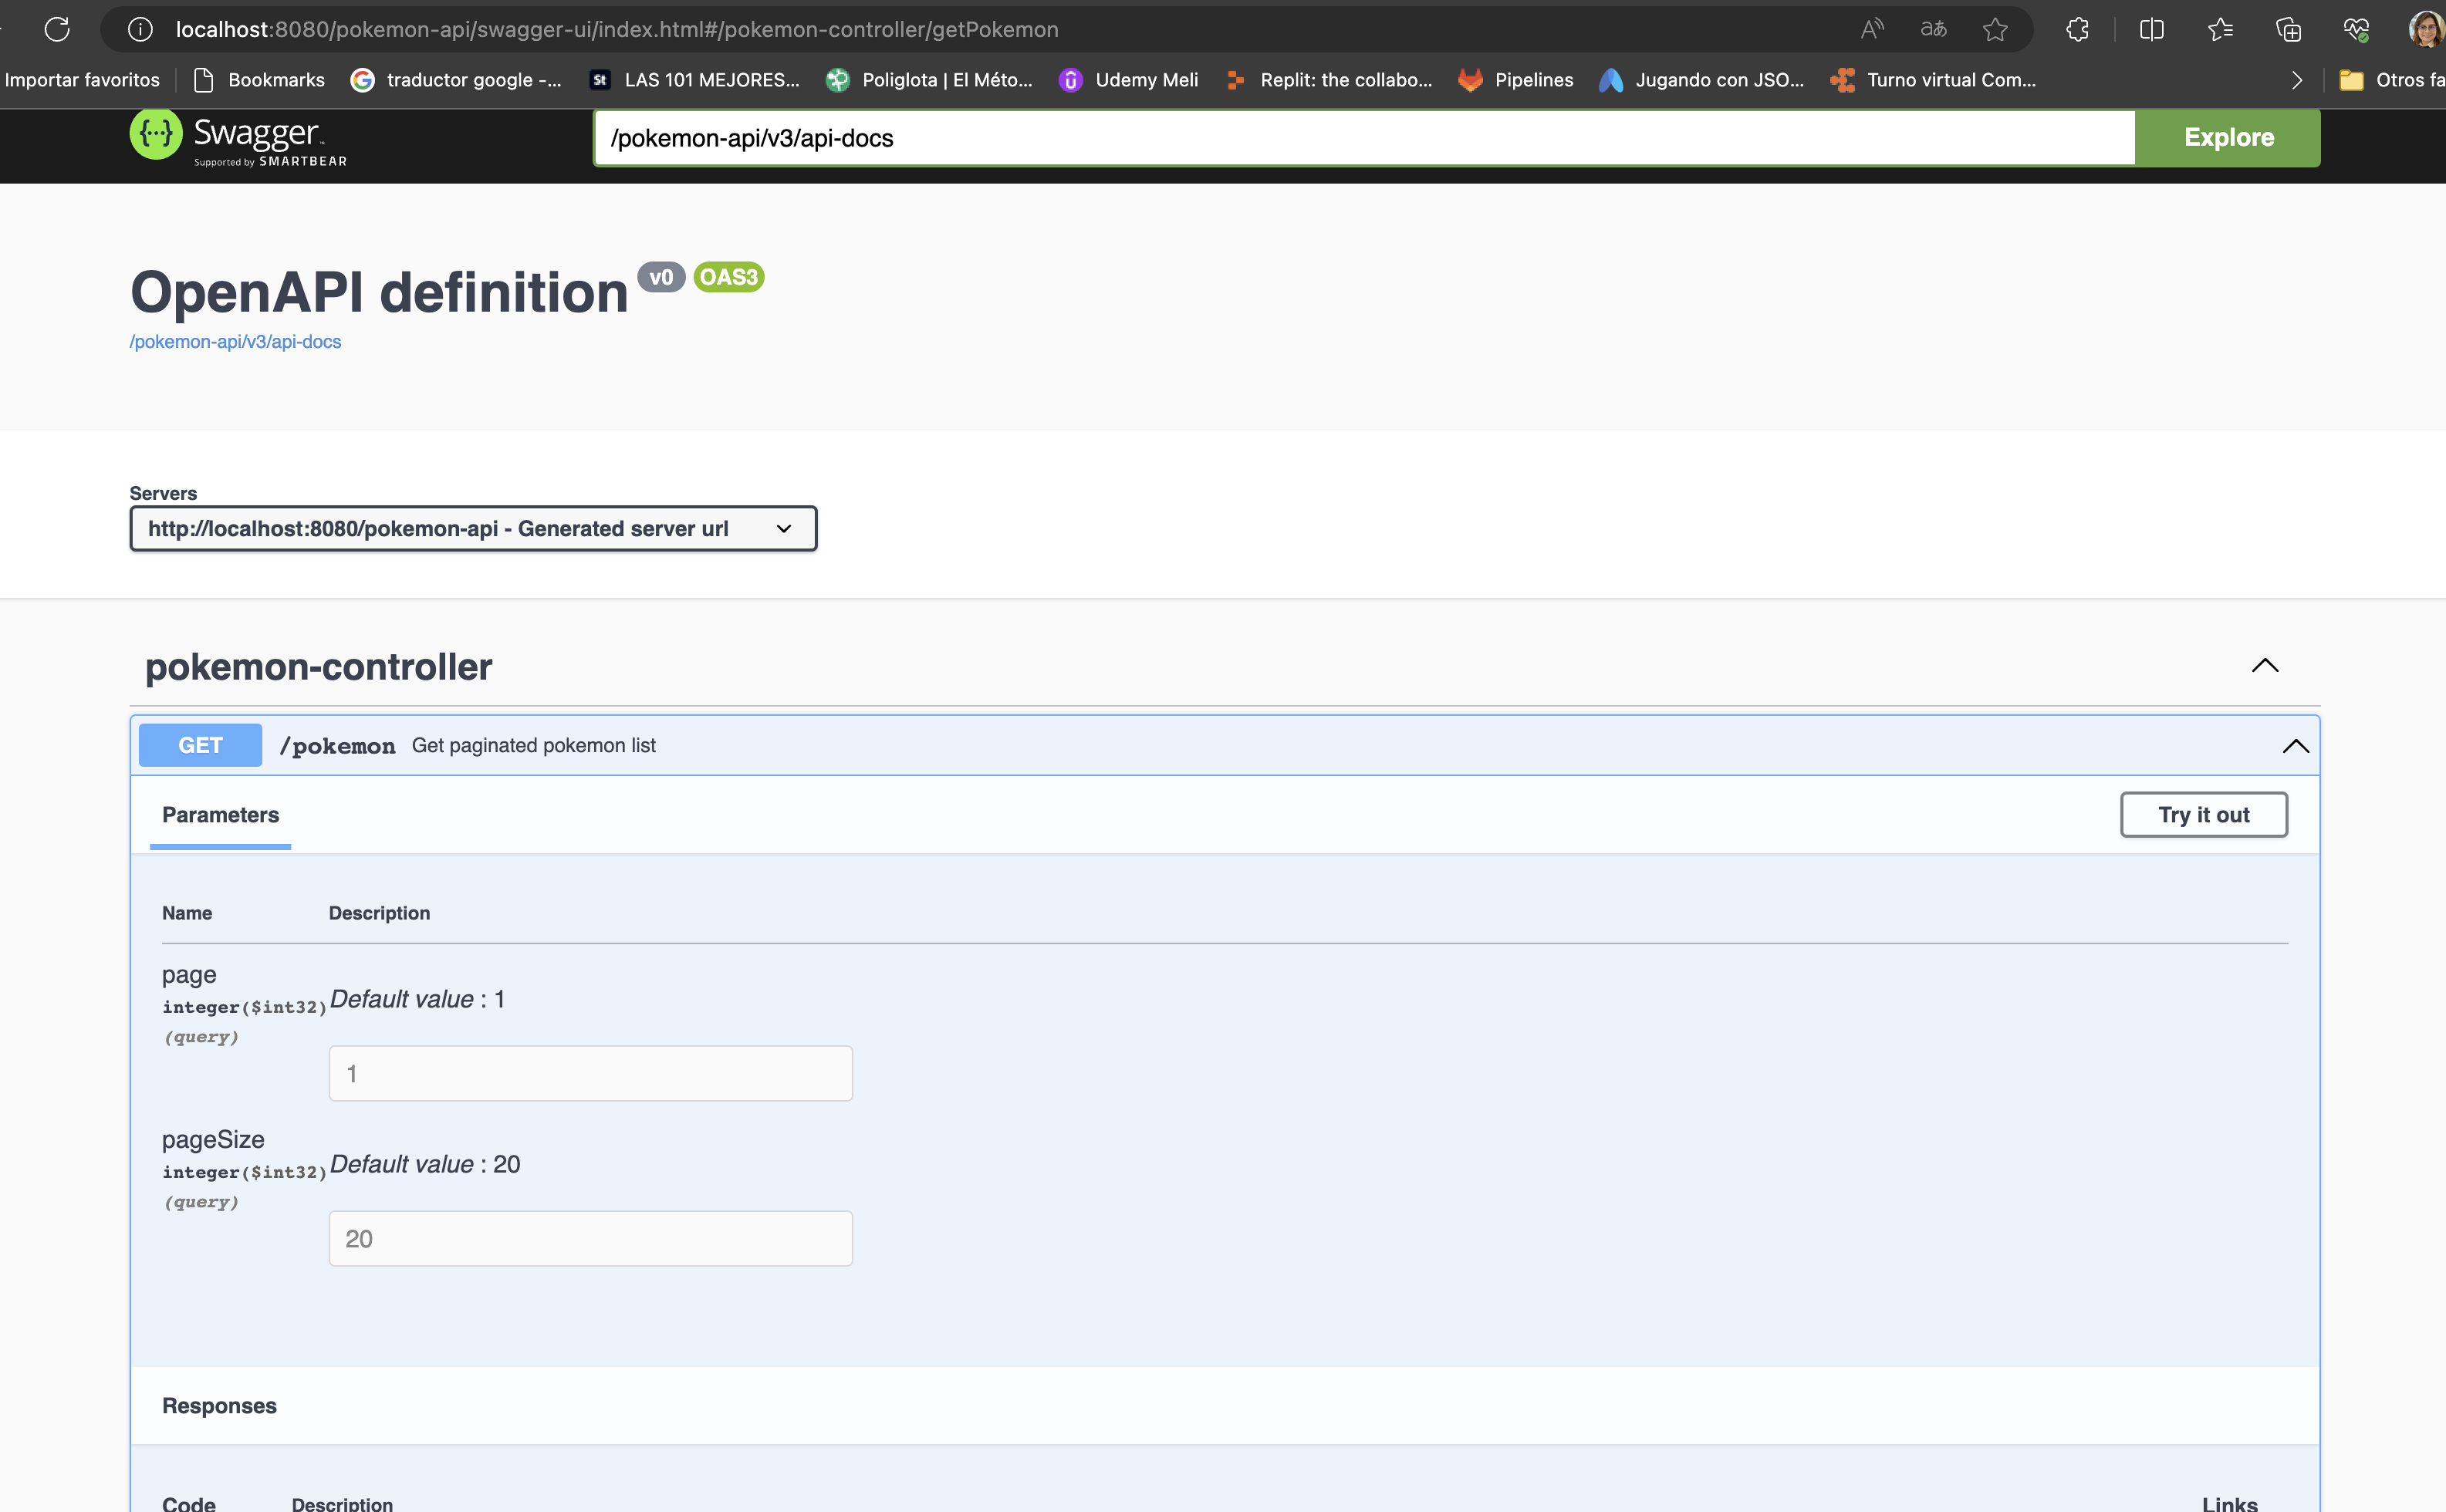 localhost:8080/pokemon-api/swagger-ui/index.html#/pokemon-controller/getPokemon
Importar favoritos Bookmarks traductor google -... LAS 101 MEJORES... Poliglota | El Méto... Udemy Meli Replit: the collabo... Pipelines Jugando con JSO... Turno virtual Com... Otros fa
Swagger
Supported by SMARTBEAR
/pokemon-api/v3/api-docs
Explore
OpenAPI definition v0 OAS3
/pokemon-api/v3/api-docs
Servers
http://localhost:8080/pokemon-api - Generated server url
pokemon-controller
GET /pokemon Get paginated pokemon list
Parameters
Try it out
Name Description
page
integer($int32)
(query)
Default value : 1
1
pageSize
integer($int32)
(query)
Default value : 20
20
Responses
Code Description Links